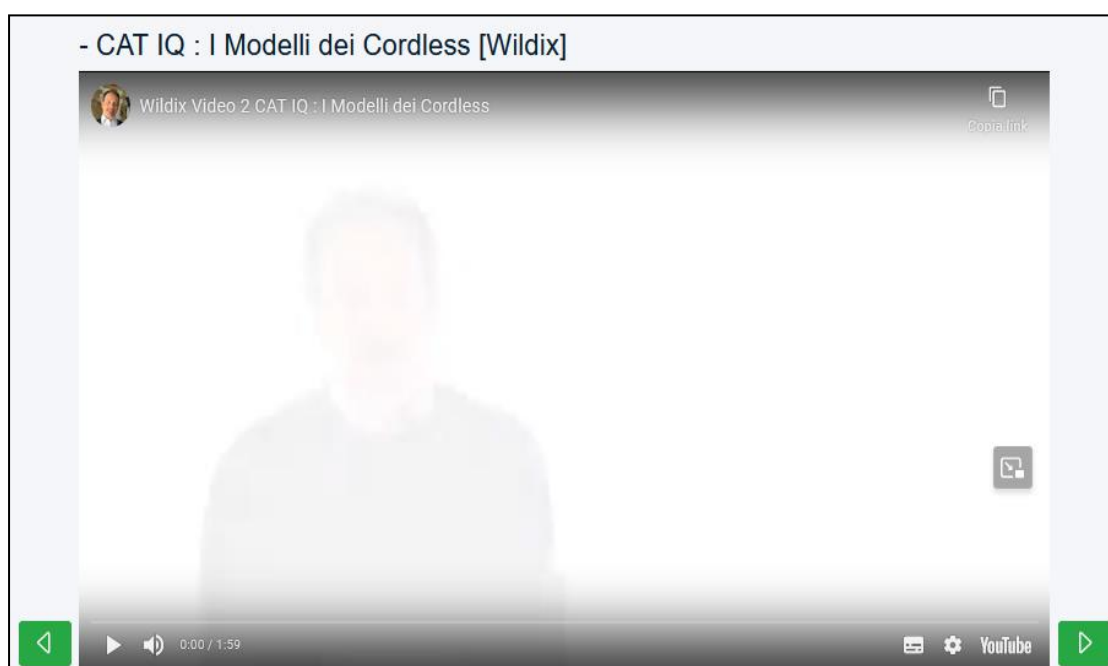 - CAT IQ : I Modelli dei Cordless [Wildix]
Wildix Video 2 CAT IQ : I Modelli dei Cordless
Copia link
0:00 / 1:59
YouTube